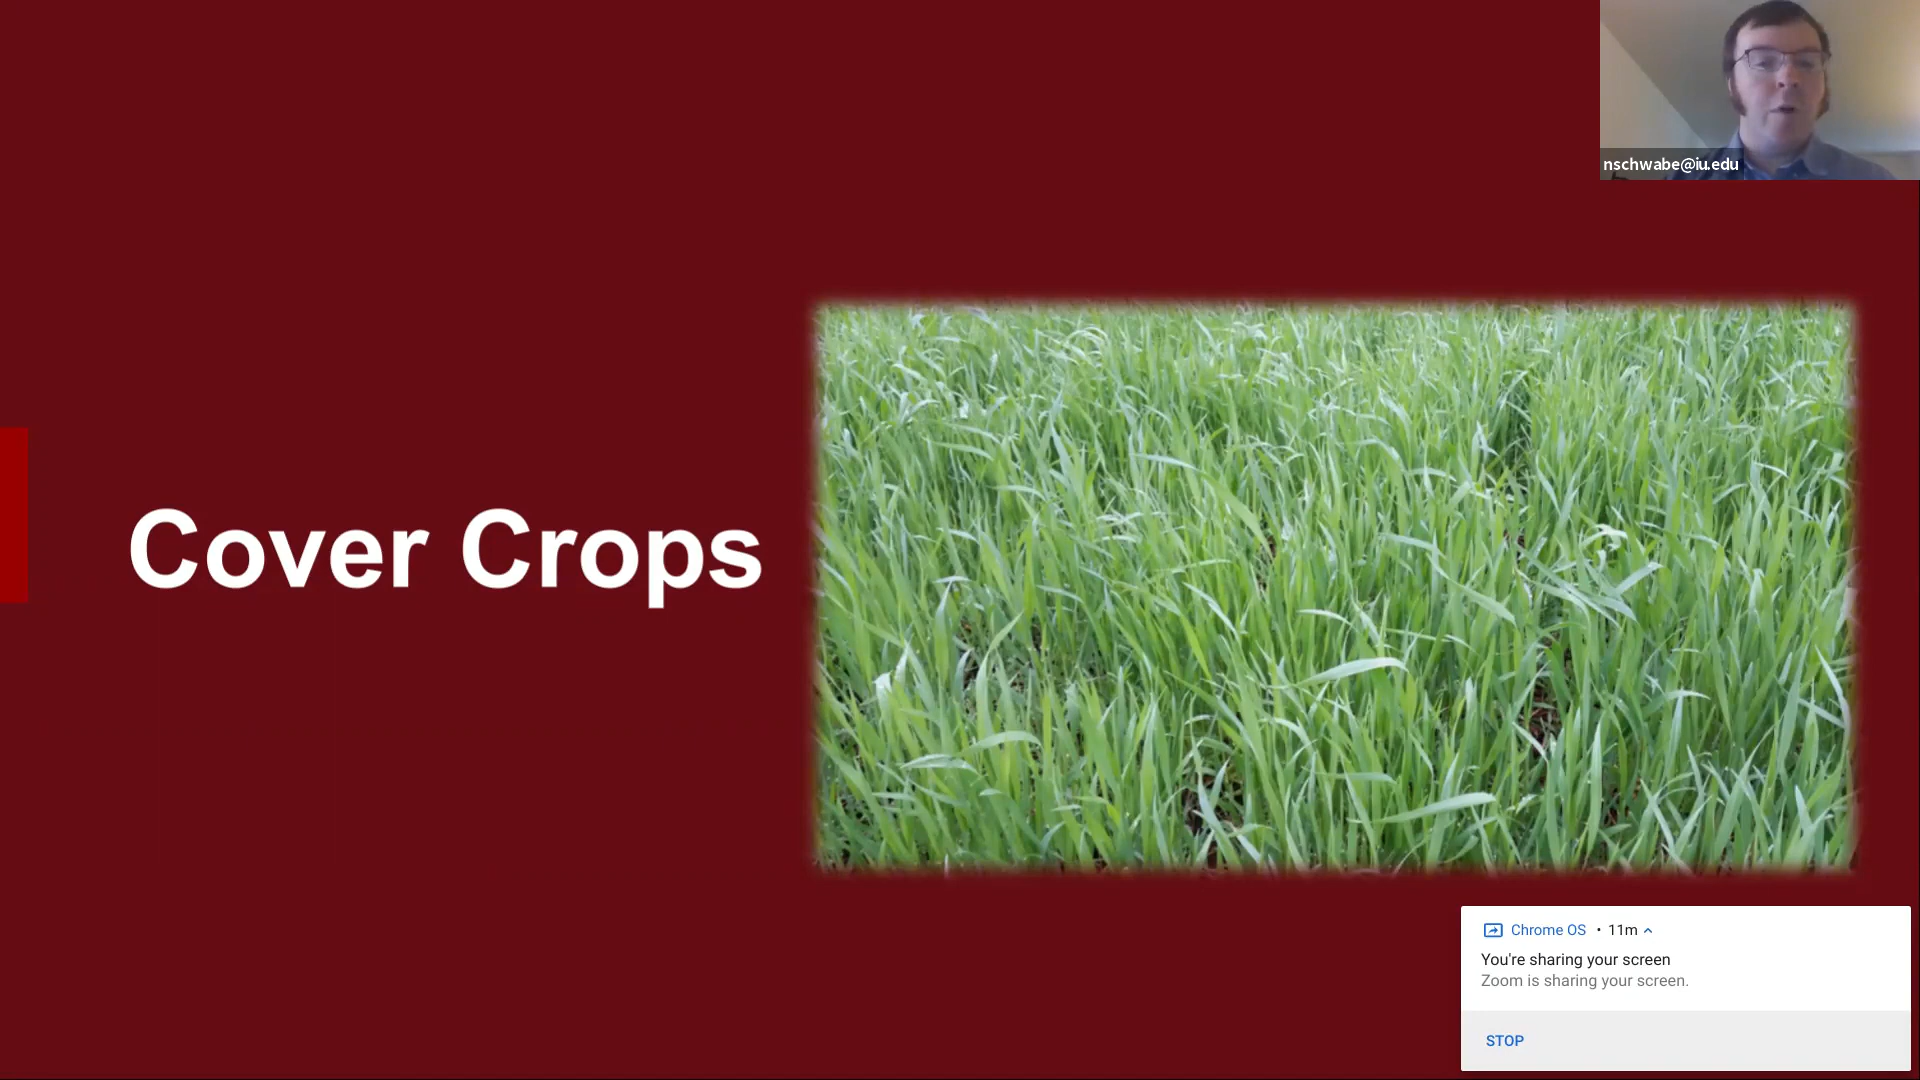 nschwabe@iu.edu
Cover Crops
Chrome OS • 11m
You're sharing your screen
Zoom is sharing your screen.
STOP